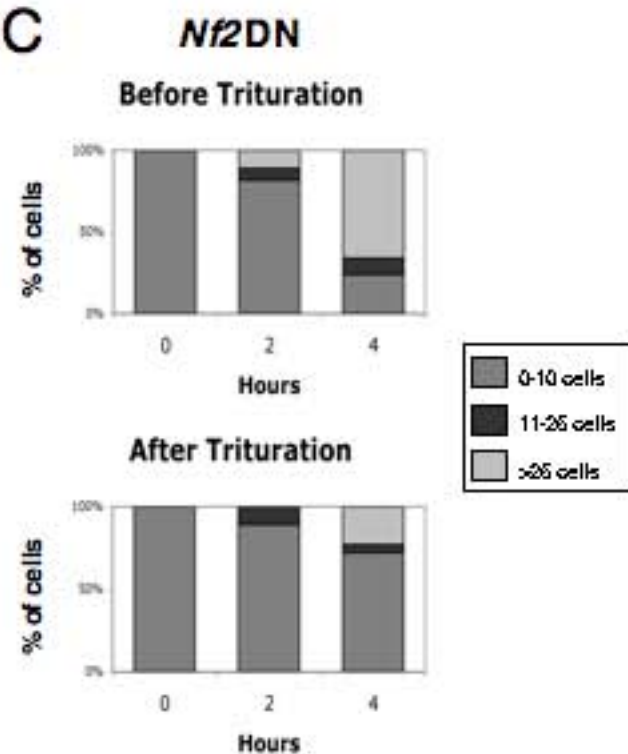 C Nf2DN
Before Trituration
% of cells
100%
50%
0%
0 2 4
Hours
0-10 cells
11-25 cells
>25 cells
After Trituration
% of cells
100%
50%
0%
0 2 4
Hours